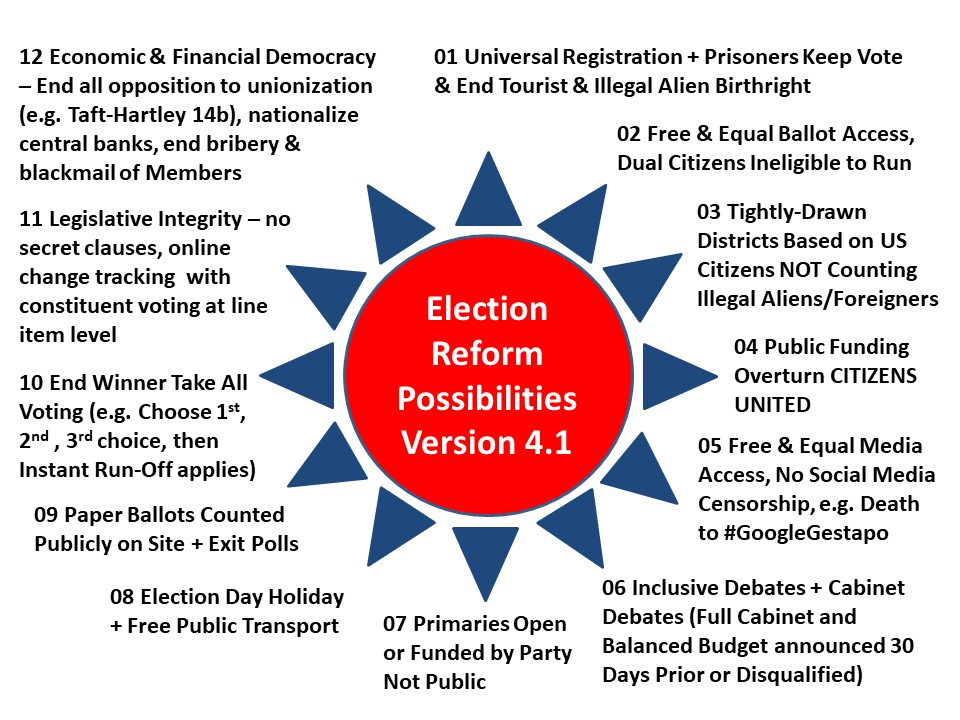 Election
Reform
Possibilities
Version 4.1
01 Universal Registration + Prisoners Keep Vote
& End Tourist & Illegal Alien Birthright
02 Free & Equal Ballot Access,
Dual Citizens Ineligible to Run
03 Tightly-Drawn
Districts Based on US
Citizens NOT Counting
Illegal Aliens/Foreigners
04 Public Funding
Overturn CITIZENS
UNITED
05 Free & Equal Media
Access, No Social Media
Censorship, e.g. Death
to #GoogleGestapo
06 Inclusive Debates + Cabinet
Debates (Full Cabinet and
Balanced Budget announced 30
Days Prior or Disqualified)
07 Primaries Open
or Funded by Party
Not Public
08 Election Day Holiday
+ Free Public Transport
09 Paper Ballots Counted
Publicly on Site + Exit Polls
10 End Winner Take All
Voting (e.g. Choose 1st,
2nd , 3rd choice, then
Instant Run-Off applies)
11 Legislative Integrity – no
secret clauses, online
change tracking  with
constituent voting at line
item level
12 Economic & Financial Democracy
– End all opposition to unionization
(e.g. Taft-Hartley 14b), nationalize
central banks, end bribery &
blackmail of Members